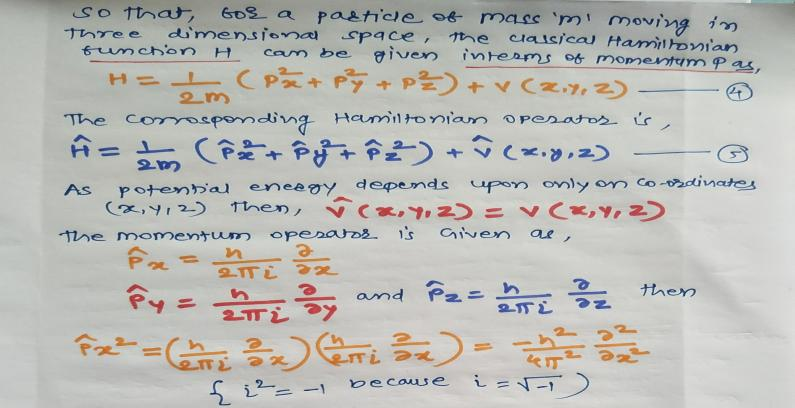 so that, for a particle of mass 'm' moving in
three dimensional space, the classical Hamiltonian
function H can be given interms of momentum P as,
H = 1/2m (Px² + Py² + Pz²) + V (x,y,z) —— ④
The corrosponding Hamiltonian operator is,
Ĥ = 1/2m (P̂x² + P̂y² + P̂z²) + V̂ (x,y,z) —— ⑤
As potential energy depends upon only on co-ordinates
(x,y,z) then, V̂ (x,y,z) = V (x,y,z)
The momentum operator is Given as,
P̂x = h/2πi ∂/∂x
P̂y = h/2πi ∂/∂y and P̂z = h/2πi ∂/∂z then
P̂x² = (h/2πi ∂/∂x) (h/2πi ∂/∂x) = -h²/4π² ∂²/∂x²
{ i² = -1 because i = √-1 )